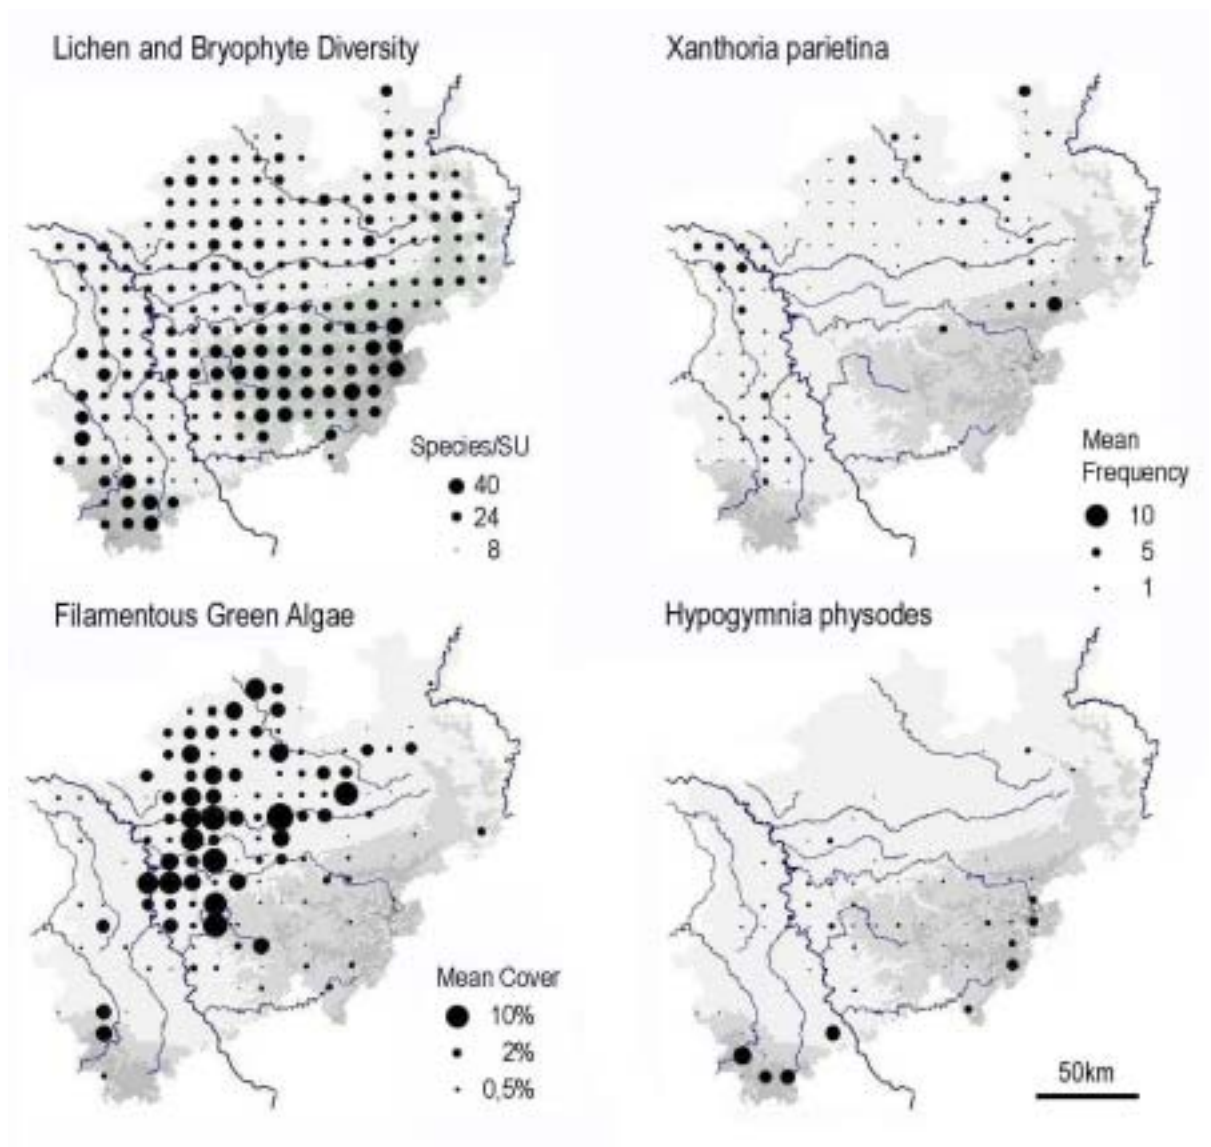 Lichen and Bryophyte Diversity
Xanthoria parietina
Species/SU
40
24
8
Mean
Frequency
10
5
1
Filamentous Green Algae
Hypogymnia physodes
Mean Cover
10%
2%
0,5%
50km